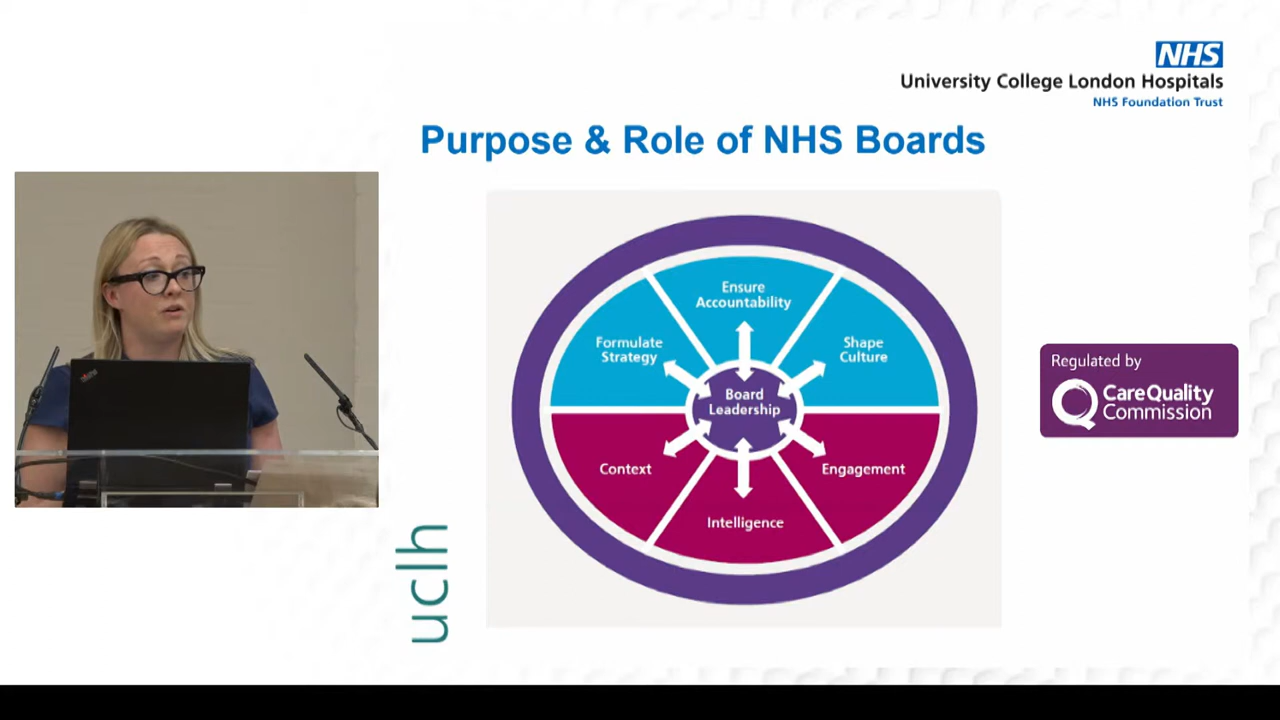 NHS
University College London Hospitals
NHS Foundation Trust
Purpose & Role of NHS Boards
Ensure
Accountability
Formulate
Strategy
Shape
Culture
Board
Leadership
Context
Engagement
Intelligence
Regulated by
CareQuality
Commission
uclh